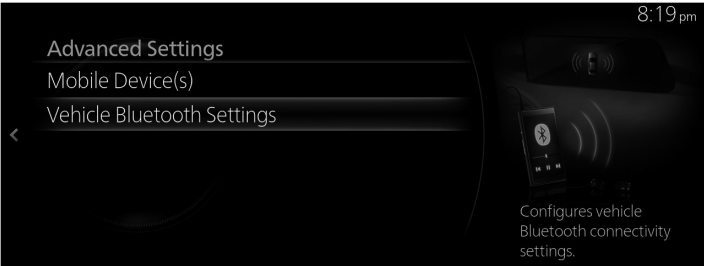 8:19 pm
Advanced Settings
Mobile Device(s)
Vehicle Bluetooth Settings
Configures vehicle
Bluetooth connectivity
settings.